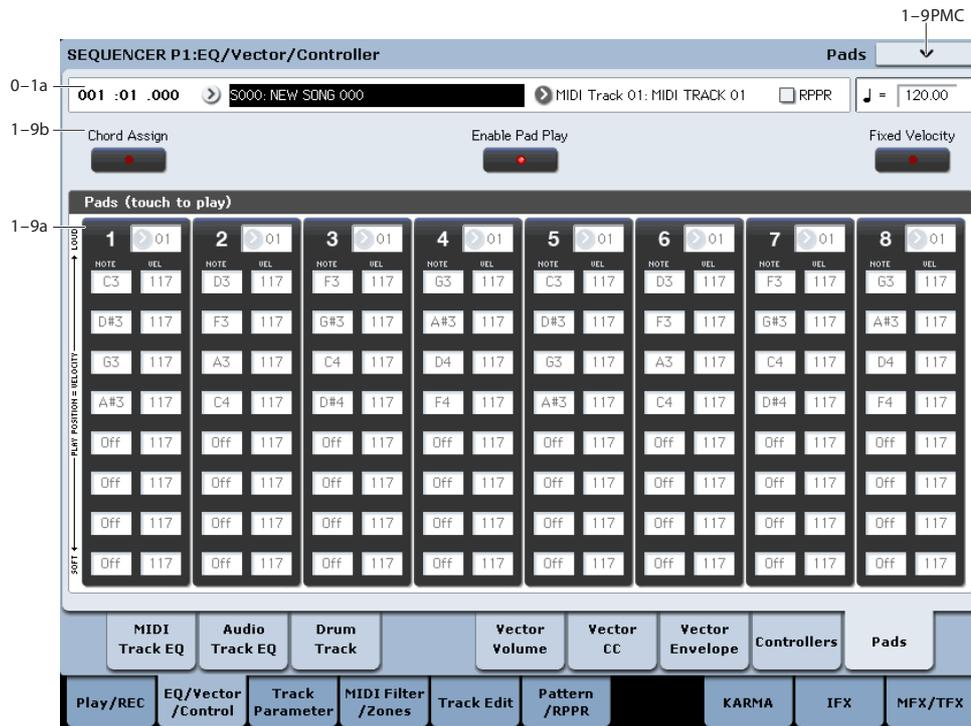 1–9PMC
SEQUENCER P1:EQ/Vector/Controller Pads
0–1a
001 :01 .000 S000: NEW SONG 000 MIDI Track 01: MIDI TRACK 01 RPPR ♩ = 120.00
1–9b
Chord Assign Enable Pad Play Fixed Velocity
Pads (touch to play)
1–9a
1 01 2 01 3 01 4 01 5 01 6 01 7 01 8 01
NOTE VEL NOTE VEL NOTE VEL NOTE VEL NOTE VEL NOTE VEL NOTE VEL NOTE VEL
C3 117 D3 117 F3 117 G3 117 C3 117 D3 117 F3 117 G3 117
D#3 117 F3 117 G#3 117 A#3 117 D#3 117 F3 117 G#3 117 A#3 117
G3 117 A3 117 C4 117 D4 117 G3 117 A3 117 C4 117 D4 117
A#3 117 C4 117 D#4 117 F4 117 A#3 117 C4 117 D#4 117 F4 117
Off 117 Off 117 Off 117 Off 117 Off 117 Off 117 Off 117 Off 117
Off 117 Off 117 Off 117 Off 117 Off 117 Off 117 Off 117 Off 117
Off 117 Off 117 Off 117 Off 117 Off 117 Off 117 Off 117 Off 117
Off 117 Off 117 Off 117 Off 117 Off 117 Off 117 Off 117 Off 117
SOFT PLAY POSITION = VELOCITY LOUD
MIDI Audio Drum Vector Vector Vector
Track EQ Track EQ Track Volume CC Envelope Controllers Pads
Play/REC EQ/Vector Track MIDI Filter Track Edit Pattern KARMA IFX MFX/TFX
/Control Parameter /Zones /RPPR